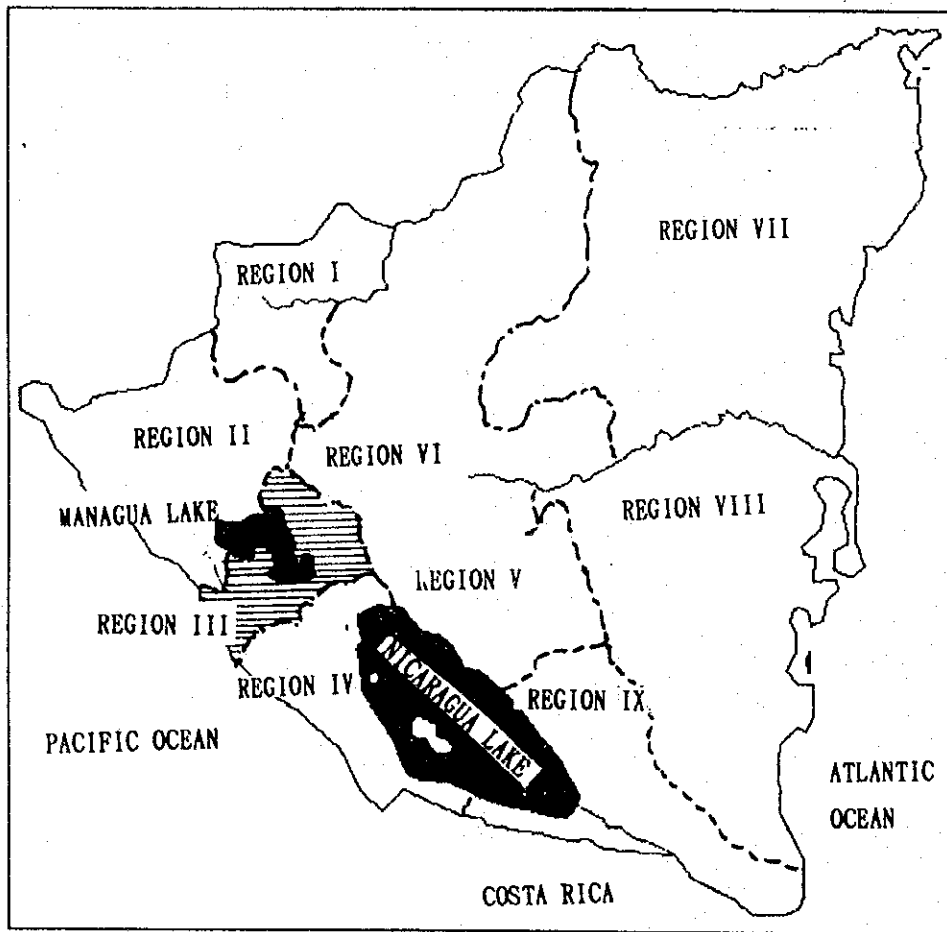 REGION VII
REGION I
REGION II
REGION VI
MANAGUA LAKE
REGION VIII
LEGION V
REGION III
NICARAGUA LAKE
REGION IV
REGION IX
PACIFIC OCEAN
ATLANTIC
OCEAN
COSTA RICA